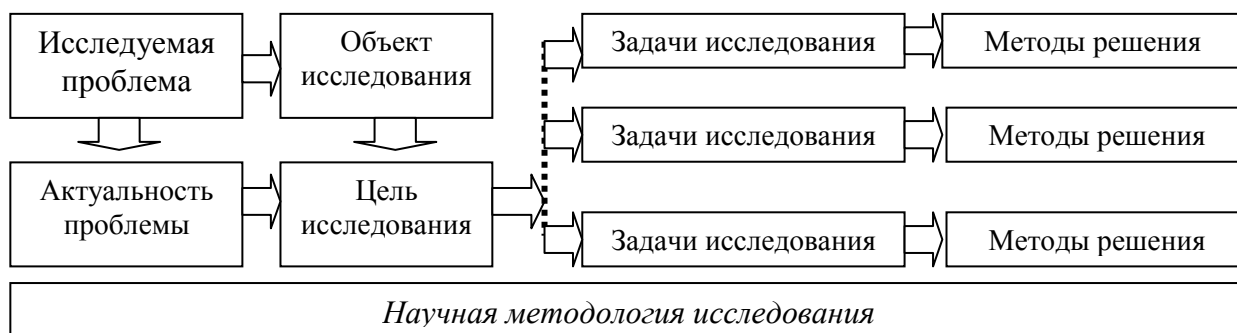 Исследуемая
проблема
Объект
исследования
Задачи исследования
Методы решения
Задачи исследования
Методы решения
Актуальность
проблемы
Цель
исследования
Задачи исследования
Методы решения
Научная методология исследования